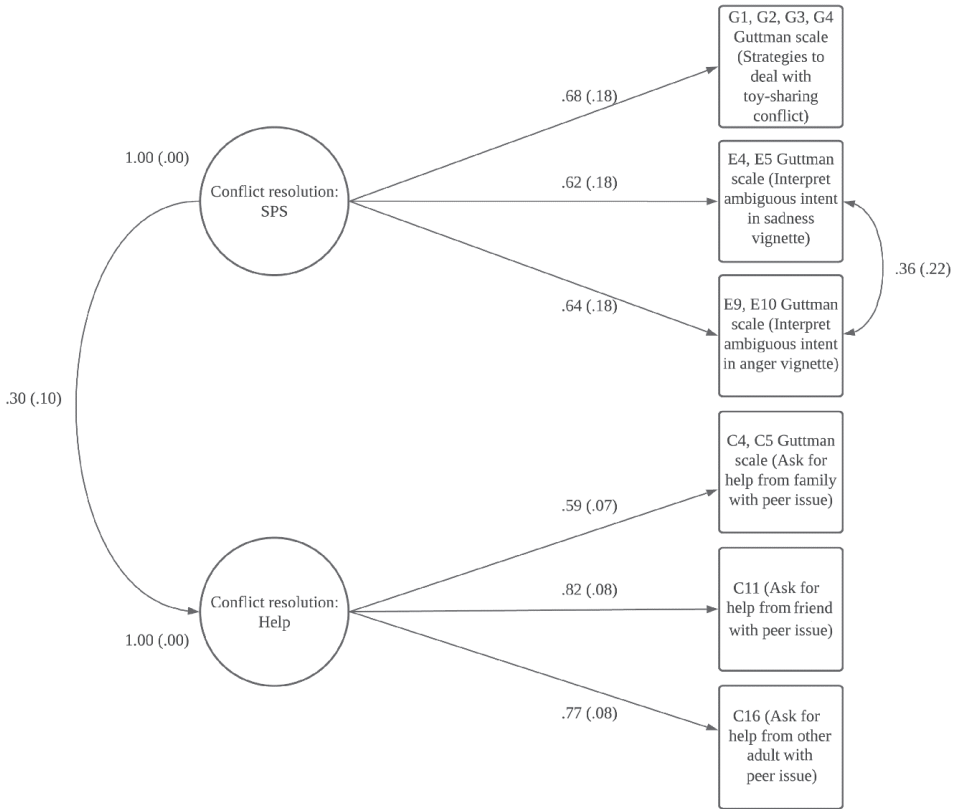 G1, G2, G3, G4
Guttman scale
(Strategies to
deal with
toy-sharing
conflict)
.68 (.18)
1.00 (.00)
Conflict resolution:
SPS
.62 (.18)
E4, E5 Guttman
scale (Interpret
ambiguous intent
in sadness
vignette)
.36 (.22)
.64 (.18)
E9, E10 Guttman
scale (Interpret
ambiguous intent
in anger vignette)
.30 (.10)
C4, C5 Guttman
scale (Ask for
help from family
with peer issue)
.59 (.07)
Conflict resolution:
Help
1.00 (.00)
.82 (.08)
C11 (Ask for
help from friend
with peer issue)
.77 (.08)
C16 (Ask for
help from other
adult with
peer issue)